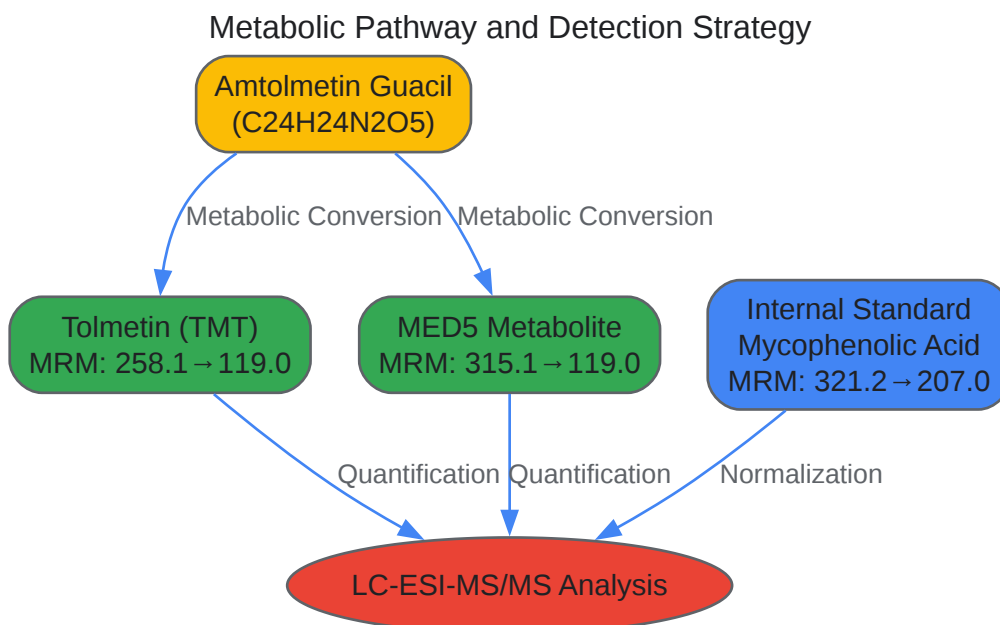 Metabolic Pathway and Detection Strategy
Amtolmetin Guacil
(C24H24N2O5)
Metabolic Conversion
Metabolic Conversion
Tolmetin (TMT)
MRM: 258.1→119.0
MED5 Metabolite
MRM: 315.1→119.0
Internal Standard
Mycophenolic Acid
MRM: 321.2→207.0
Quantification
Quantification
Normalization
LC-ESI-MS/MS Analysis